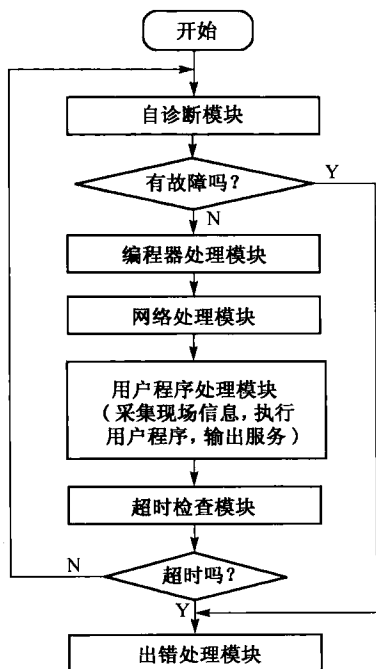 开始
自诊断模块
有故障吗?
Y
N
编程器处理模块
网络处理模块
用户程序处理模块
(采集现场信息,执行
用户程序,输出服务)
超时检查模块
N
超时吗?
Y
出错处理模块